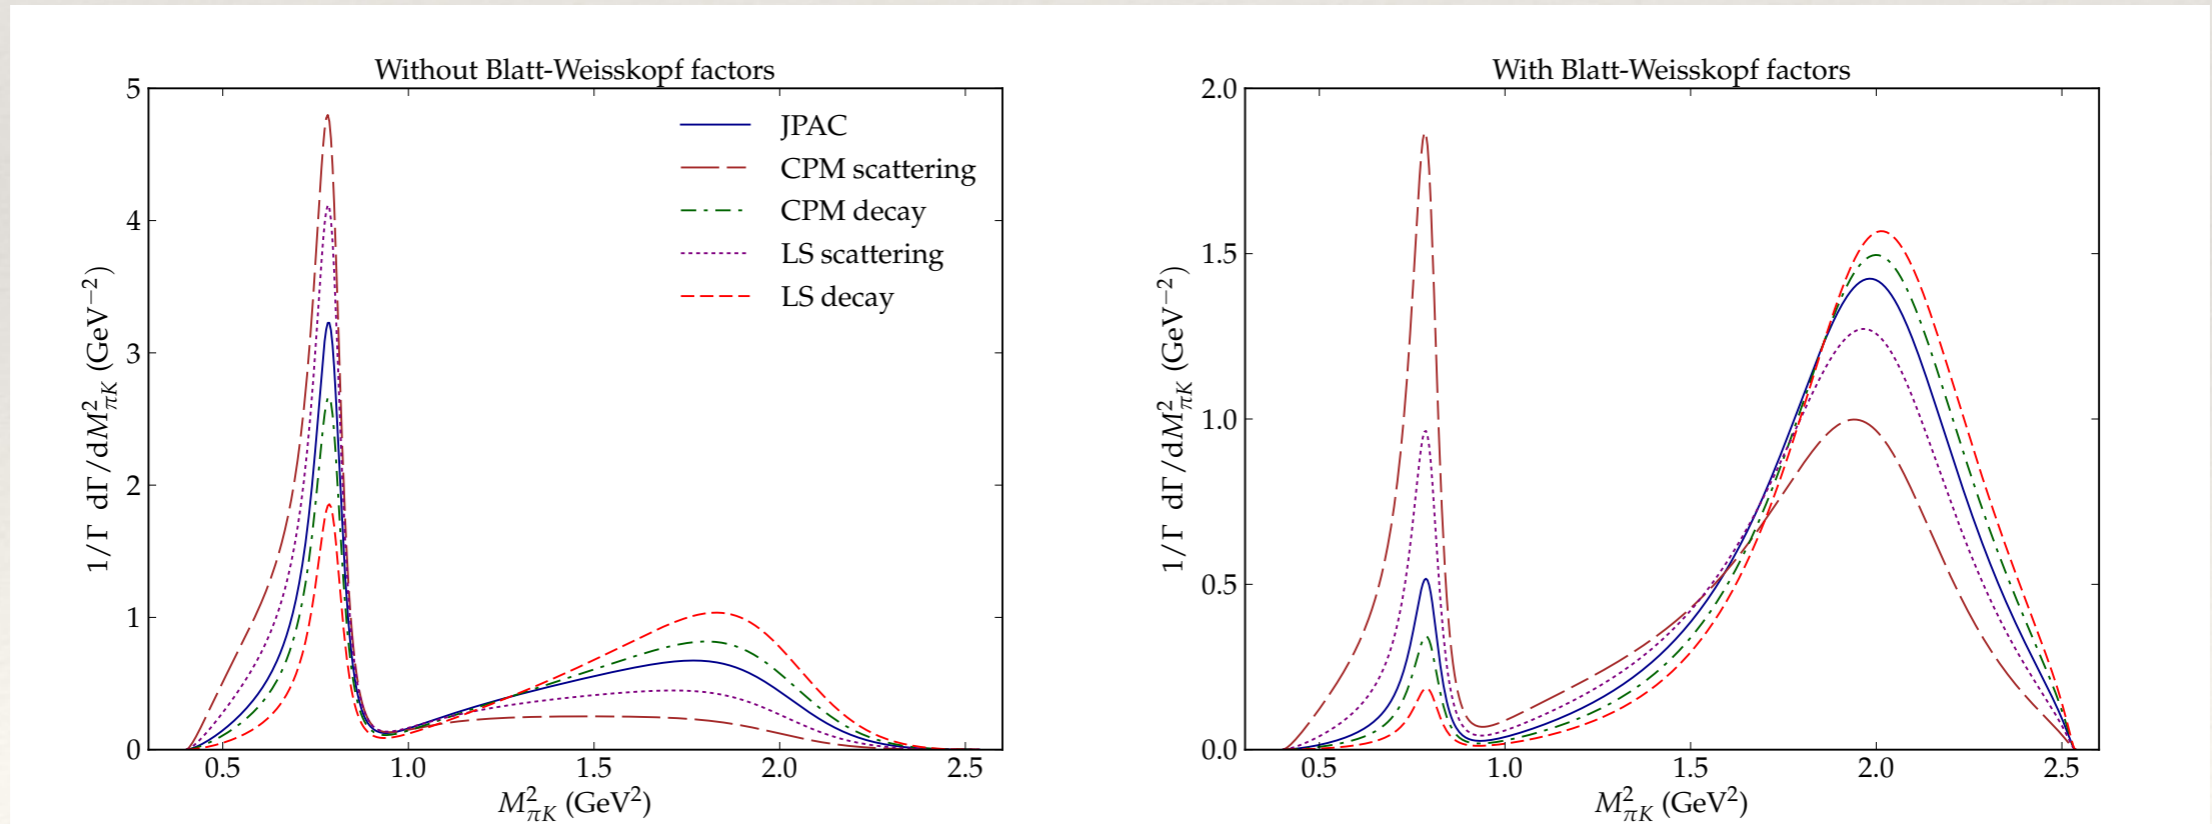 Without Blatt-Weisskopf factors
5
4
3
2
1
0
0.5 1.0 1.5 2.0 2.5
1/Γ dΓ/dM²πK (GeV⁻²)
M²πK (GeV²)
JPAC
CPM scattering
CPM decay
LS scattering
LS decay
With Blatt-Weisskopf factors
2.0
1.5
1.0
0.5
0.0
0.5 1.0 1.5 2.0 2.5
1/Γ dΓ/dM²πK (GeV⁻²)
M²πK (GeV²)